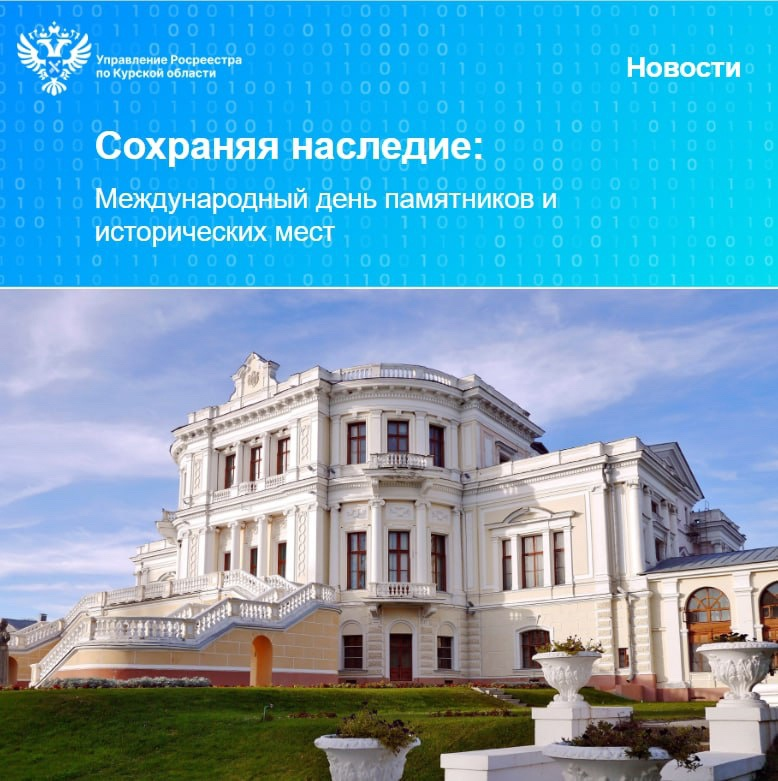 Управление Росреестра
по Курской области
Новости
Сохраняя наследие:
Международный день памятников и
исторических мест